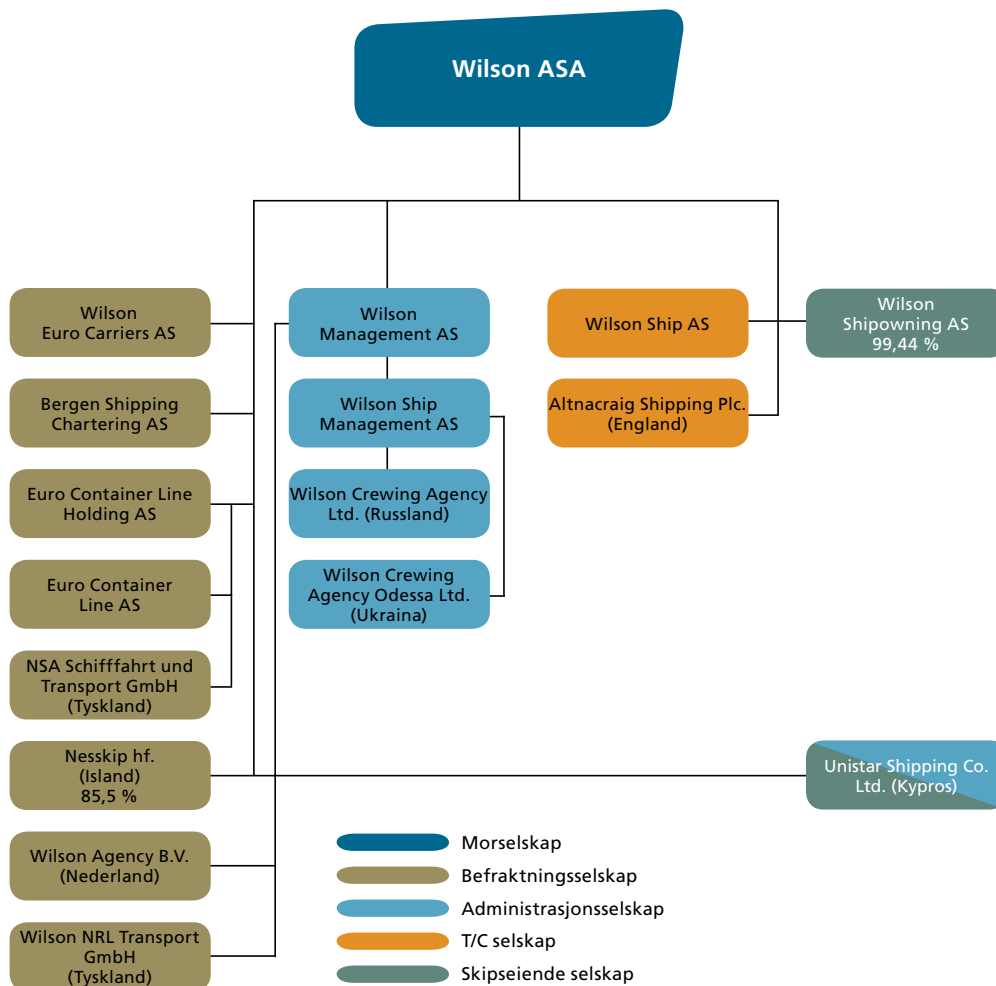 Wilson ASA
Wilson
Euro Carriers AS
Wilson
Management AS
Wilson Ship AS
Wilson
Shipowning AS
99,44 %
Bergen Shipping
Chartering AS
Wilson Ship
Management AS
Altnacraig Shipping Plc.
(England)
Euro Container Line
Holding AS
Wilson Crewing Agency
Ltd. (Russland)
Euro Container
Line AS
Wilson Crewing
Agency Odessa Ltd.
(Ukraina)
NSA Schifffahrt und
Transport GmbH
(Tyskland)
Nesskip hf.
(Island)
85,5 %
Unistar Shipping Co.
Ltd. (Kypros)
Wilson Agency B.V.
(Nederland)
Wilson NRL Transport
GmbH
(Tyskland)
Morselskap
Befraktningsselskap
Administrasjonsselskap
T/C selskap
Skipseiende selskap